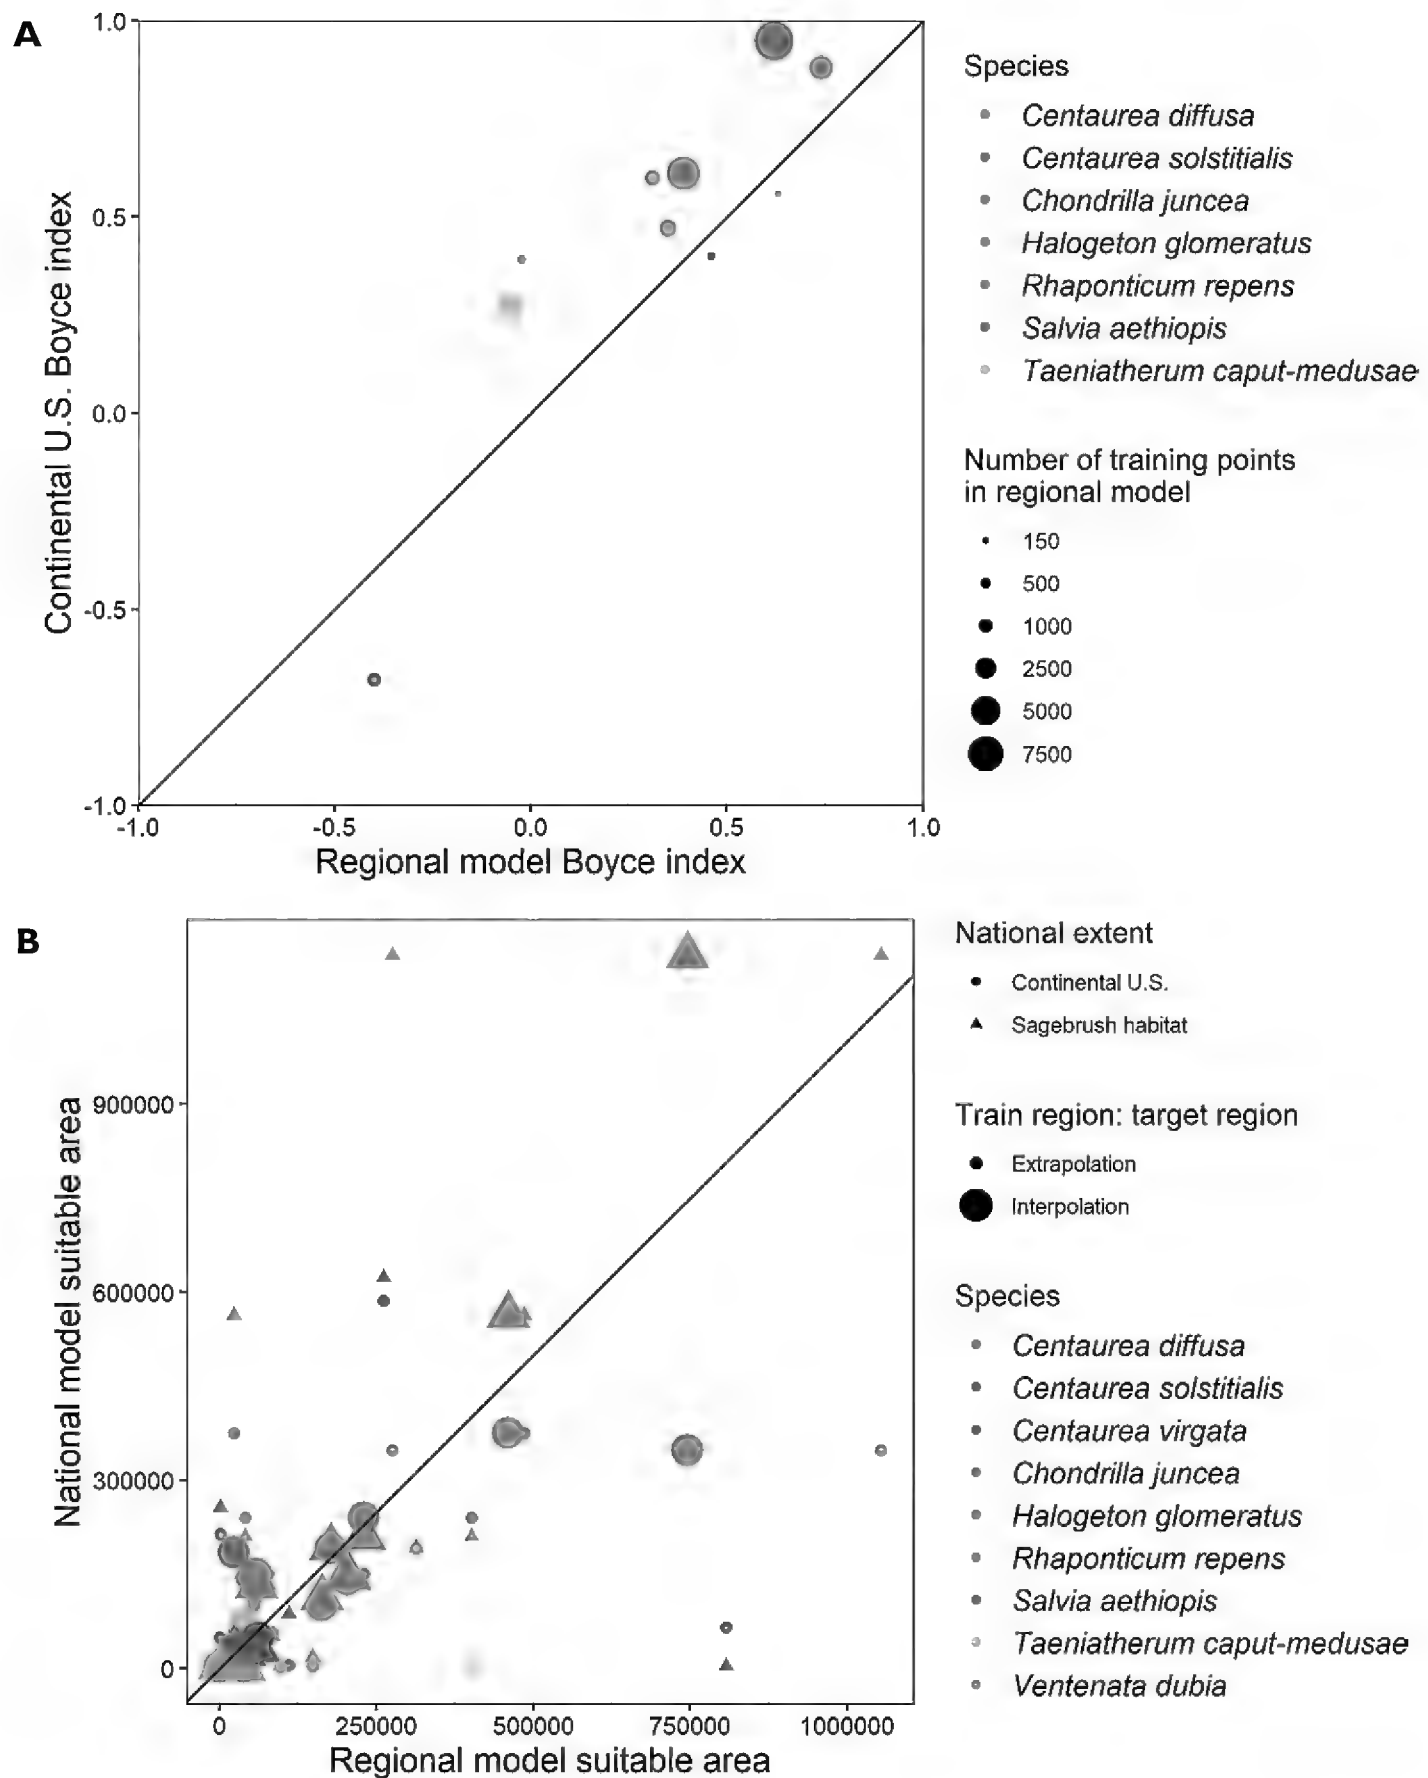 A
1.0
0.5
0.0
-0.5
-1.0
Continental U.S. Boyce index
-1.0 -0.5 0.0 0.5 1.0
Regional model Boyce index
Species
Centaurea diffusa
Centaurea solstitialis
Chondrilla juncea
Halogeton glomeratus
Rhaponticum repens
Salvia aethiopis
Taeniatherum caput-medusae
Number of training points
in regional model
150
500
1000
2500
5000
7500
B
900000
600000
300000
0
National model suitable area
0 250000 500000 750000 1000000
Regional model suitable area
National extent
Continental U.S.
Sagebrush habitat
Train region: target region
Extrapolation
Interpolation
Species
Centaurea diffusa
Centaurea solstitialis
Centaurea virgata
Chondrilla juncea
Halogeton glomeratus
Rhaponticum repens
Salvia aethiopis
Taeniatherum caput-medusae
Ventenata dubia